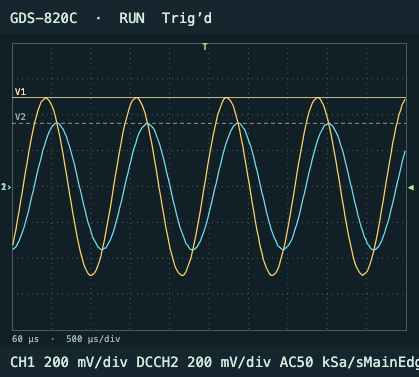 GDS-820C · RUN Trig’d
T
V1
V2
60 µs · 500 µs/div
CH1 200 mV/div DCCH2 200 mV/div AC50 kSa/sMainEdg